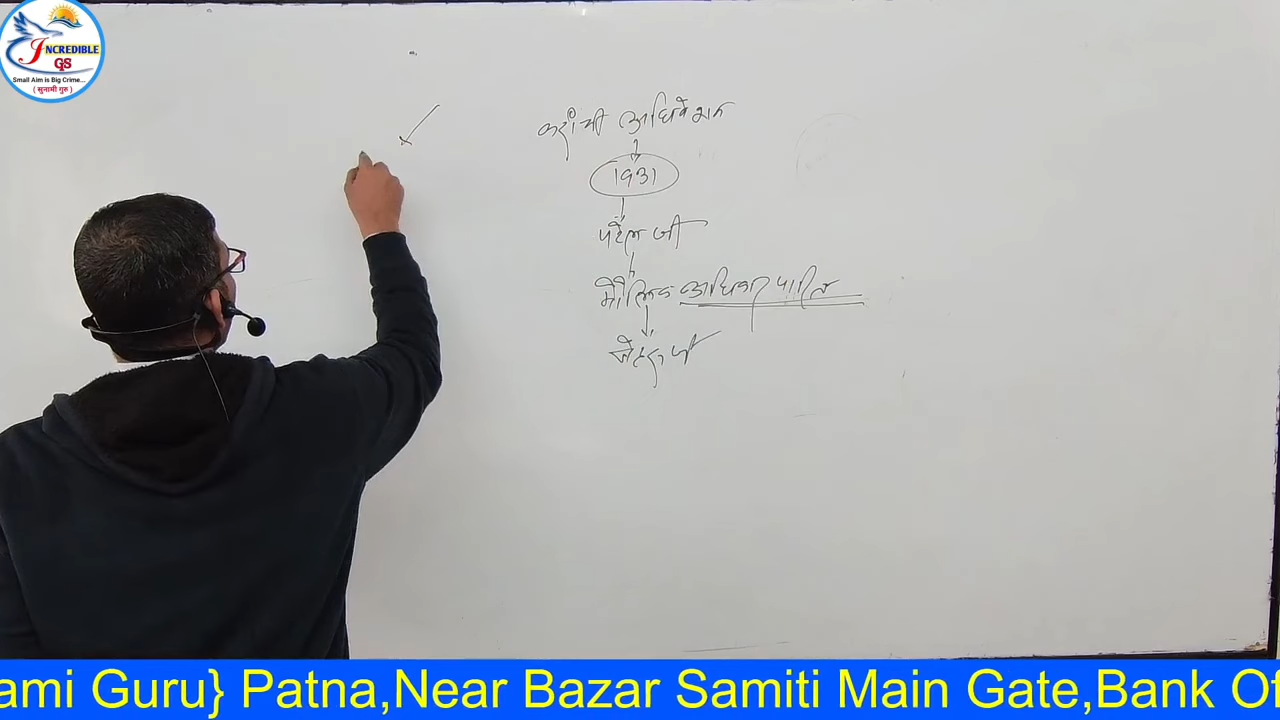 INCREDIBLE
GS
Small Aim is Big Crime...
( सुनामी गुरु )
कराँची अधिवेशन
1931
पटेल जी
मौलिक अधिकार पारित
नेहरू जी
ami Guru} Patna,Near Bazar Samiti Main Gate,Bank Of